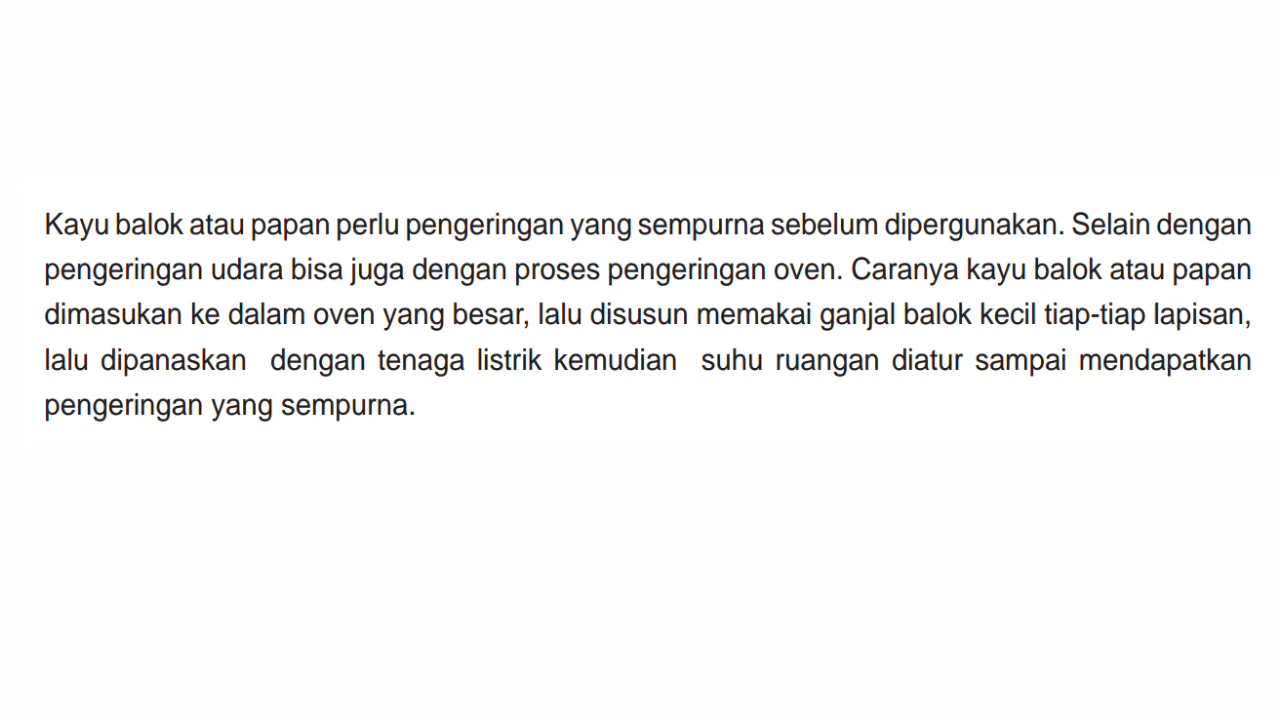 Kayu balok atau papan perlu pengeringan yang sempurna sebelum dipergunakan. Selain dengan
pengeringan udara bisa juga dengan proses pengeringan oven. Caranya kayu balok atau papan
dimasukan ke dalam oven yang besar, lalu disusun memakai ganjal balok kecil tiap-tiap lapisan,
lalu dipanaskan  dengan tenaga listrik kemudian  suhu ruangan diatur sampai mendapatkan
pengeringan yang sempurna.